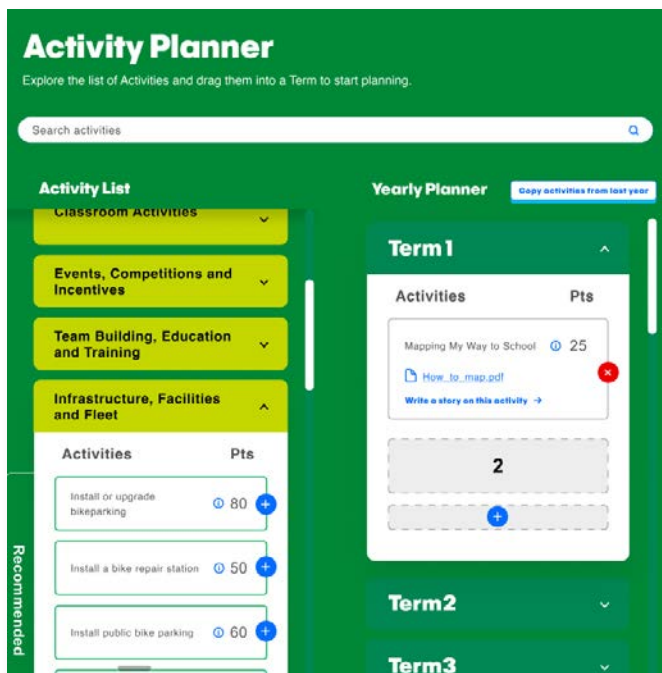 Activity Planner
Explore the list of Activities and drag them into a Term to start planning.
Search activities
Activity List
Classroom Activities
Events, Competitions and
Incentives
Team Building, Education
and Training
Infrastructure, Facilities
and Fleet
Activities Pts
Install or upgrade
bikeparking
80
Install a bike repair station 50
Install public bike parking 60
Recommended
Yearly Planner
Copy activities from last year
Term 1
Activities Pts
Mapping My Way to School 25
How_to_map.pdf
Write a story on this activity →
2
Term2
Term3